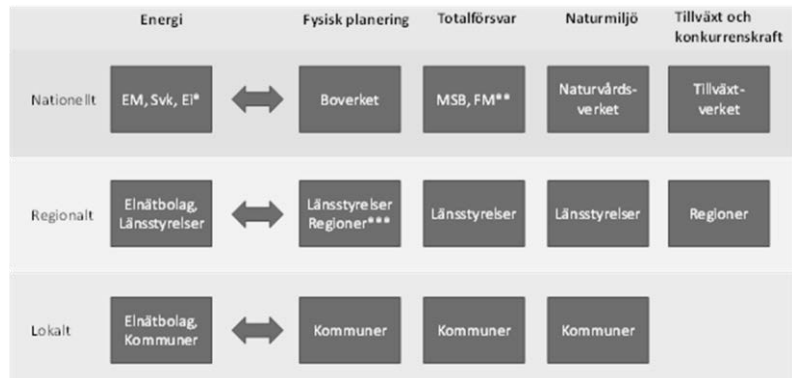 Energi
Fysisk planering
Totalförsvar
Naturmiljö
Tillväxt och
konkurrenskraft
Nationellt
EM, Svk, Ei*
Boverket
MSB, FM**
Naturvårds-
verket
Tillväxt-
verket
Regionalt
Elnätbolag,
Länsstyrelser
Länsstyrelser
Regioner***
Länsstyrelser
Länsstyrelser
Regioner
Lokalt
Elnätbolag,
Kommuner
Kommuner
Kommuner
Kommuner